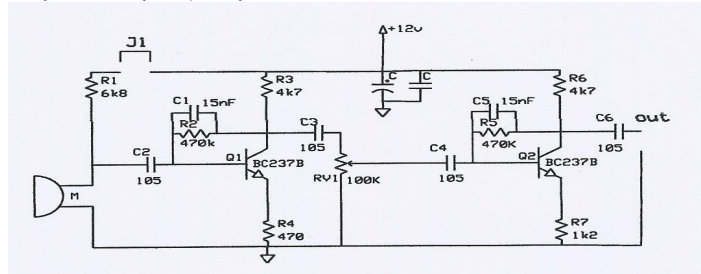 +12v
J1
R1
6k8
R3
4k7
C
C
R6
4k7
C1 15nF
R2
470k
C3
105
C5 15nF
R5
470K
C6
105
out
C2
105
Q1
BC237B
RV1
100K
C4
105
Q2
BC237B
M
R4
470
R7
1k2